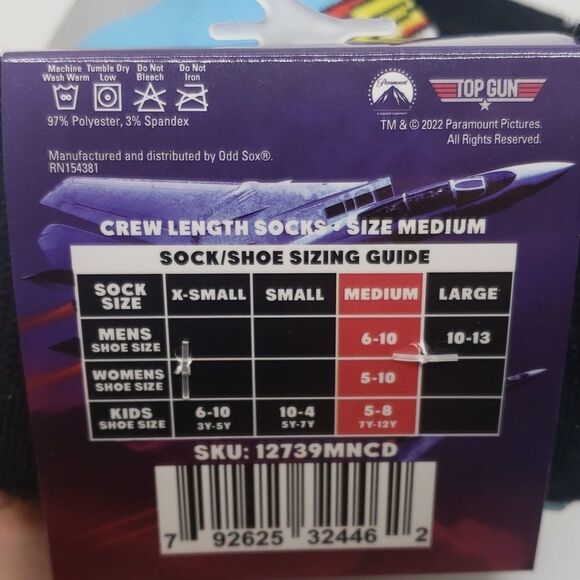 Machine Wash Warm Tumble Dry Low Do Not Bleach Do Not Iron
97% Polyester, 3% Spandex
Paramount
A VIACOM COMPANY
TOP GUN
TM & © 2022 Paramount Pictures.
All Rights Reserved.
Manufactured and distributed by Odd Sox®.
RN154381
CREW LENGTH SOCKS • SIZE MEDIUM
SOCK/SHOE SIZING GUIDE
SOCK SIZE X-SMALL SMALL MEDIUM LARGE
MENS SHOE SIZE 6-10 10-13
WOMENS SHOE SIZE 5-10
KIDS SHOE SIZE 6-10 3Y-5Y 10-4 5Y-7Y 5-8 7Y-12Y
SKU: 12739MNCD
7 92625 32446 2